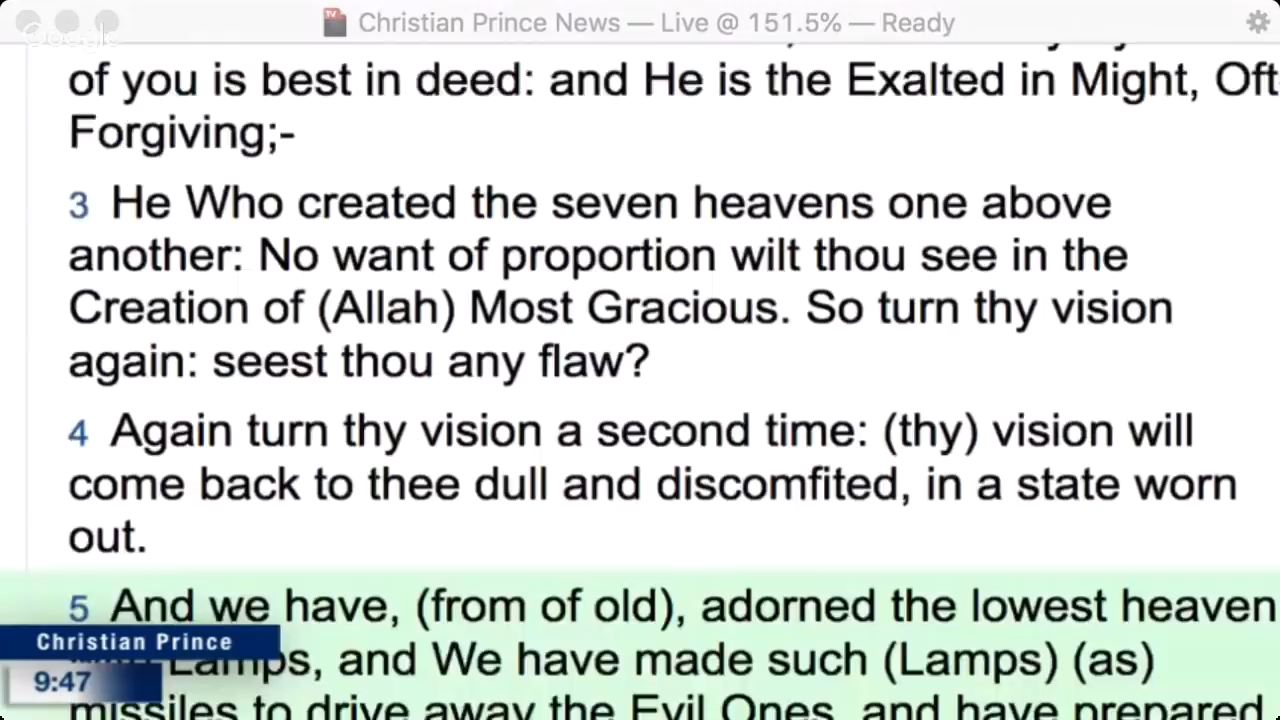 Christian Prince News — Live @ 151.5% — Ready
Google
of you is best in deed: and He is the Exalted in Might, Oft
Forgiving;-
3 He Who created the seven heavens one above
another: No want of proportion wilt thou see in the
Creation of (Allah) Most Gracious. So turn thy vision
again: seest thou any flaw?
4 Again turn thy vision a second time: (thy) vision will
come back to thee dull and discomfited, in a state worn
out.
5 And we have, (from of old), adorned the lowest heaven
Lamps, and We have made such (Lamps) (as)
missiles to drive away the Evil Ones, and have prepared
Christian Prince
9:47